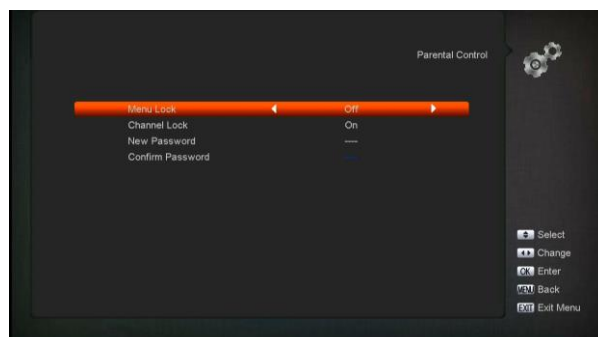 Parental Control
Menu Lock Off
Channel Lock On
New Password ----
Confirm Password ----
Select
Change
OK Enter
MENU Back
EXIT Exit Menu